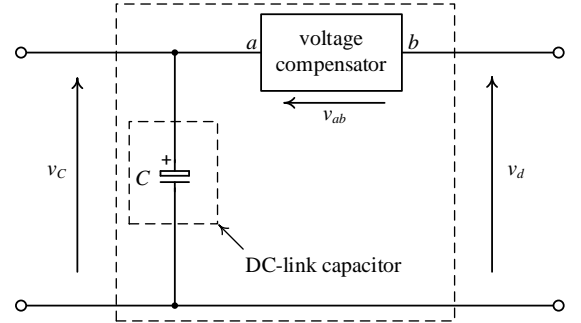 a
voltage
compensator
b
v_ab
v_C
+
C
v_d
DC-link capacitor